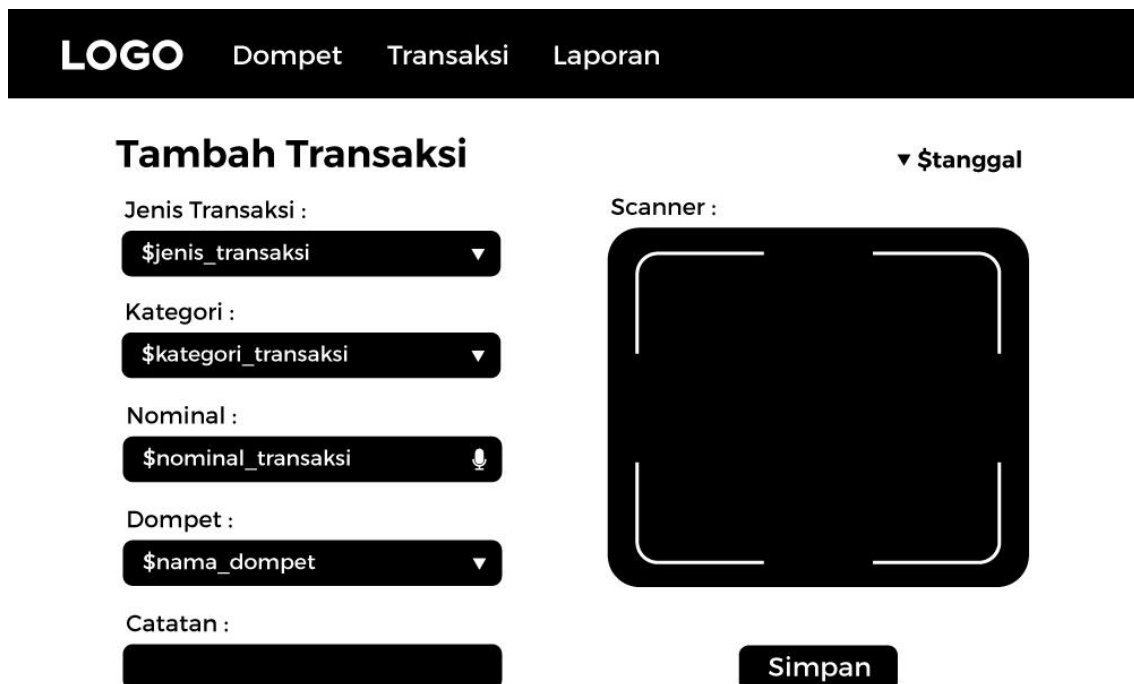 LOGO Dompet Transaksi Laporan
Tambah Transaksi
▼ $tanggal
Jenis Transaksi :
$jenis_transaksi ▼
Kategori :
$kategori_transaksi ▼
Nominal :
$nominal_transaksi
Dompet :
$nama_dompet ▼
Catatan :
Scanner :
Simpan